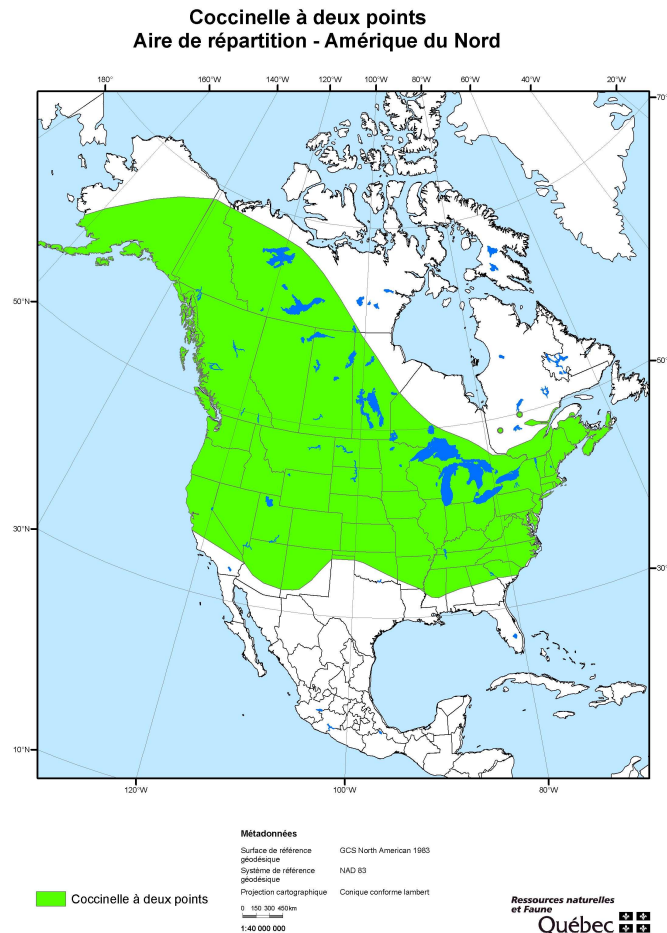 Coccinelle à deux points
Aire de répartition - Amérique du Nord
180° 160°W 140°W 120°W 100°W 80°W 60°W 40°W 20°W
70°
60°N
50°
30°N
30°
10°N
120°W 100°W 80°W
Métadonnées
Surface de référence géodésique GCS North American 1983
Système de référence géodésique NAD 83
Projection cartographique Conique conforme lambert
0 150 300 450km
1:40 000 000
Coccinelle à deux points
Ressources naturelles
et Faune
Québec